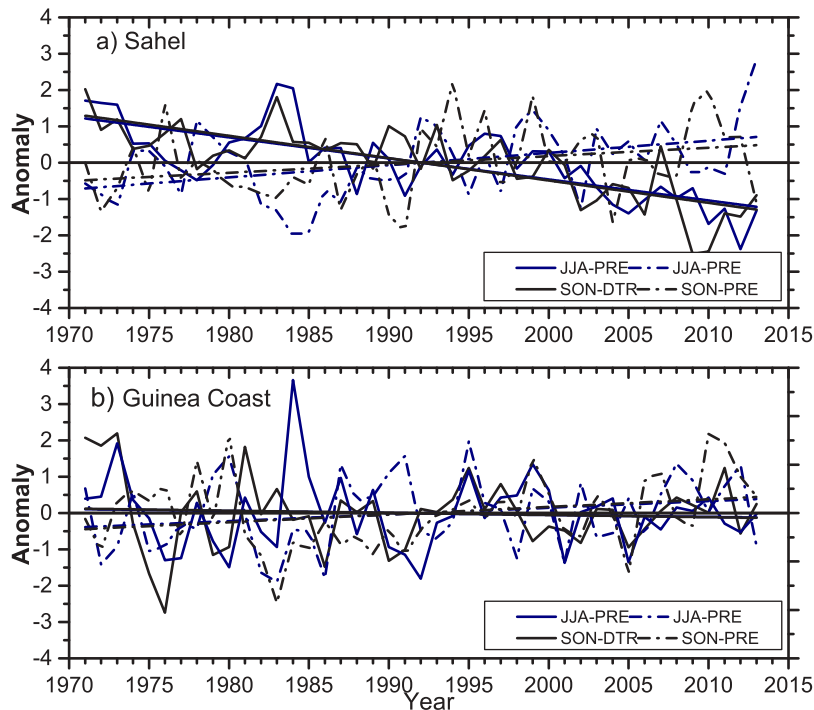 a) Sahel
Anomaly
4
3
2
1
0
-1
-2
-3
-4
JJA-PRE JJA-PRE
SON-DTR SON-PRE
1970 1975 1980 1985 1990 1995 2000 2005 2010 2015
b) Guinea Coast
Anomaly
4
3
2
1
0
-1
-2
-3
-4
JJA-PRE JJA-PRE
SON-DTR SON-PRE
1970 1975 1980 1985 1990 1995 2000 2005 2010 2015
Year